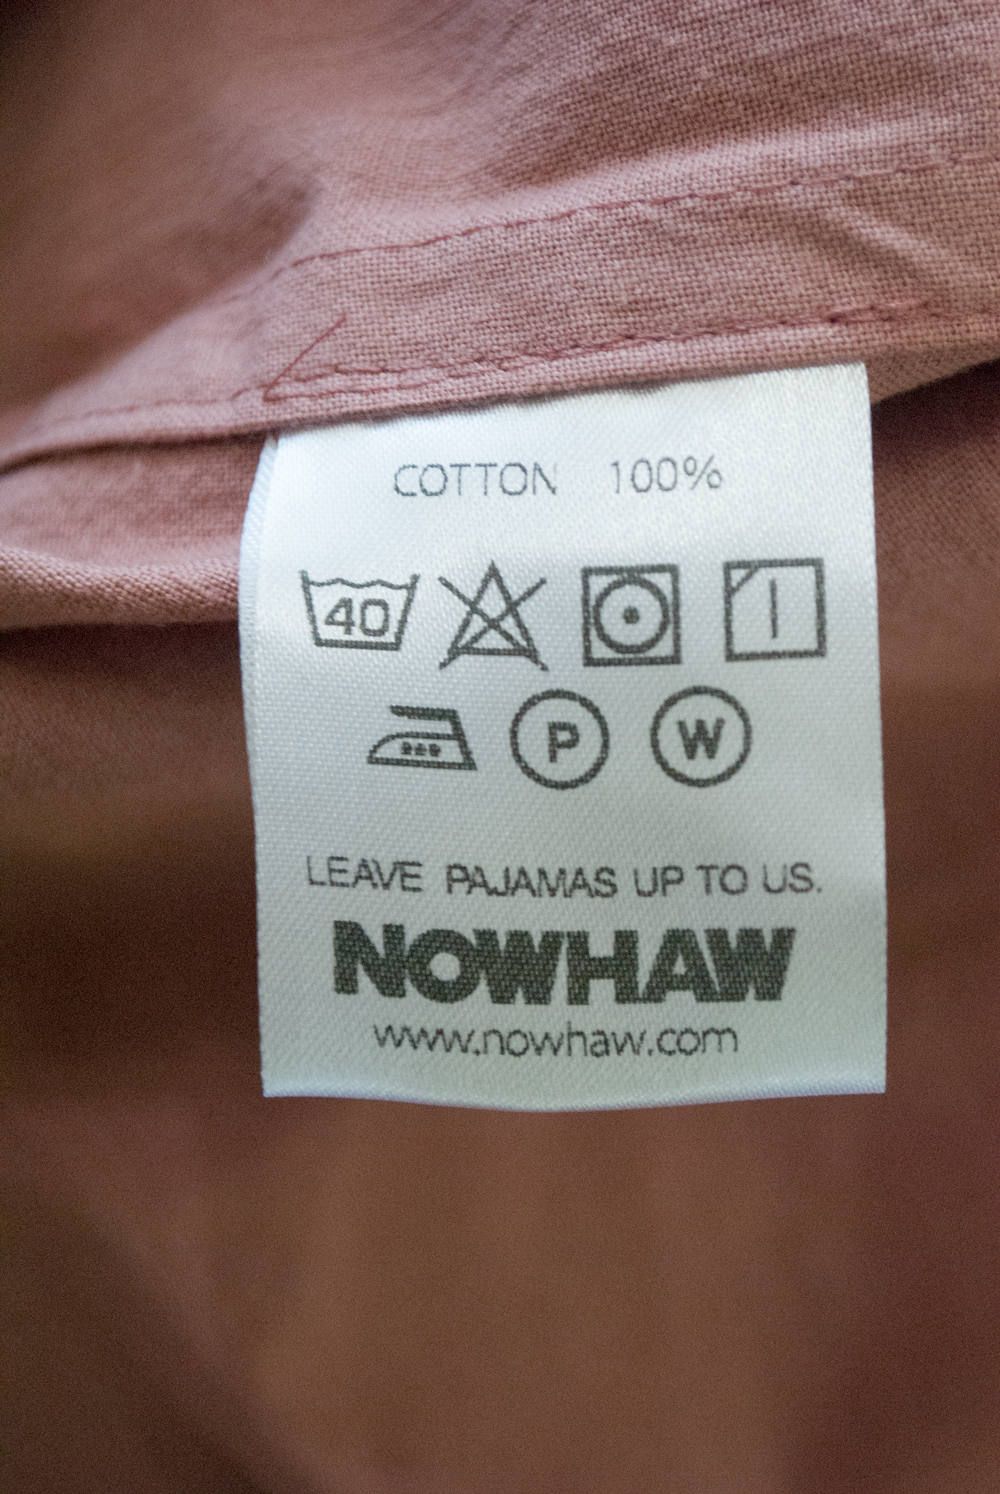 COTTON 100%
40
P W
LEAVE PAJAMAS UP TO US.
NOWHAW
www.nowhaw.com